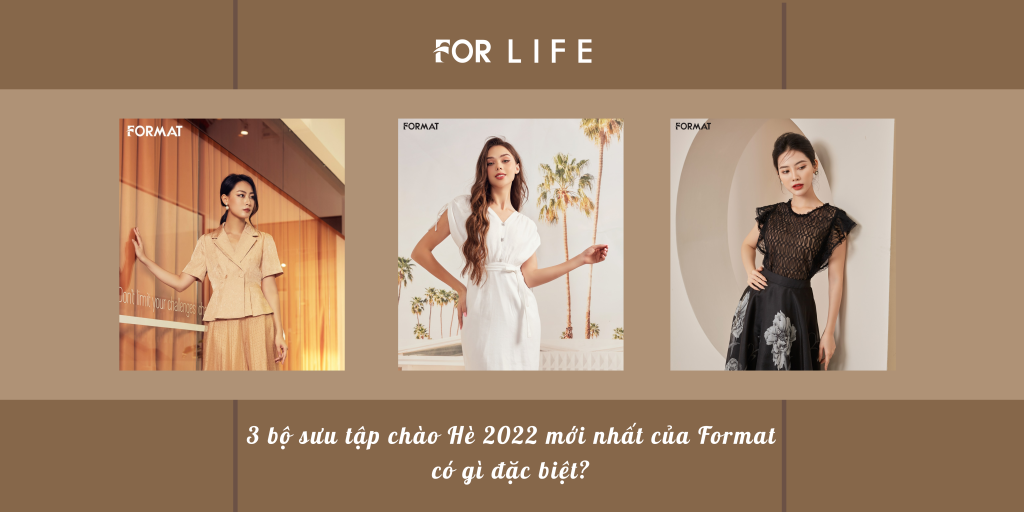 FOR LIFE
FORMAT
FORMAT
FORMAT
Don't limit your challenges
3 bộ sưu tập chào Hè 2022 mới nhất của Format
có gì đặc biệt?